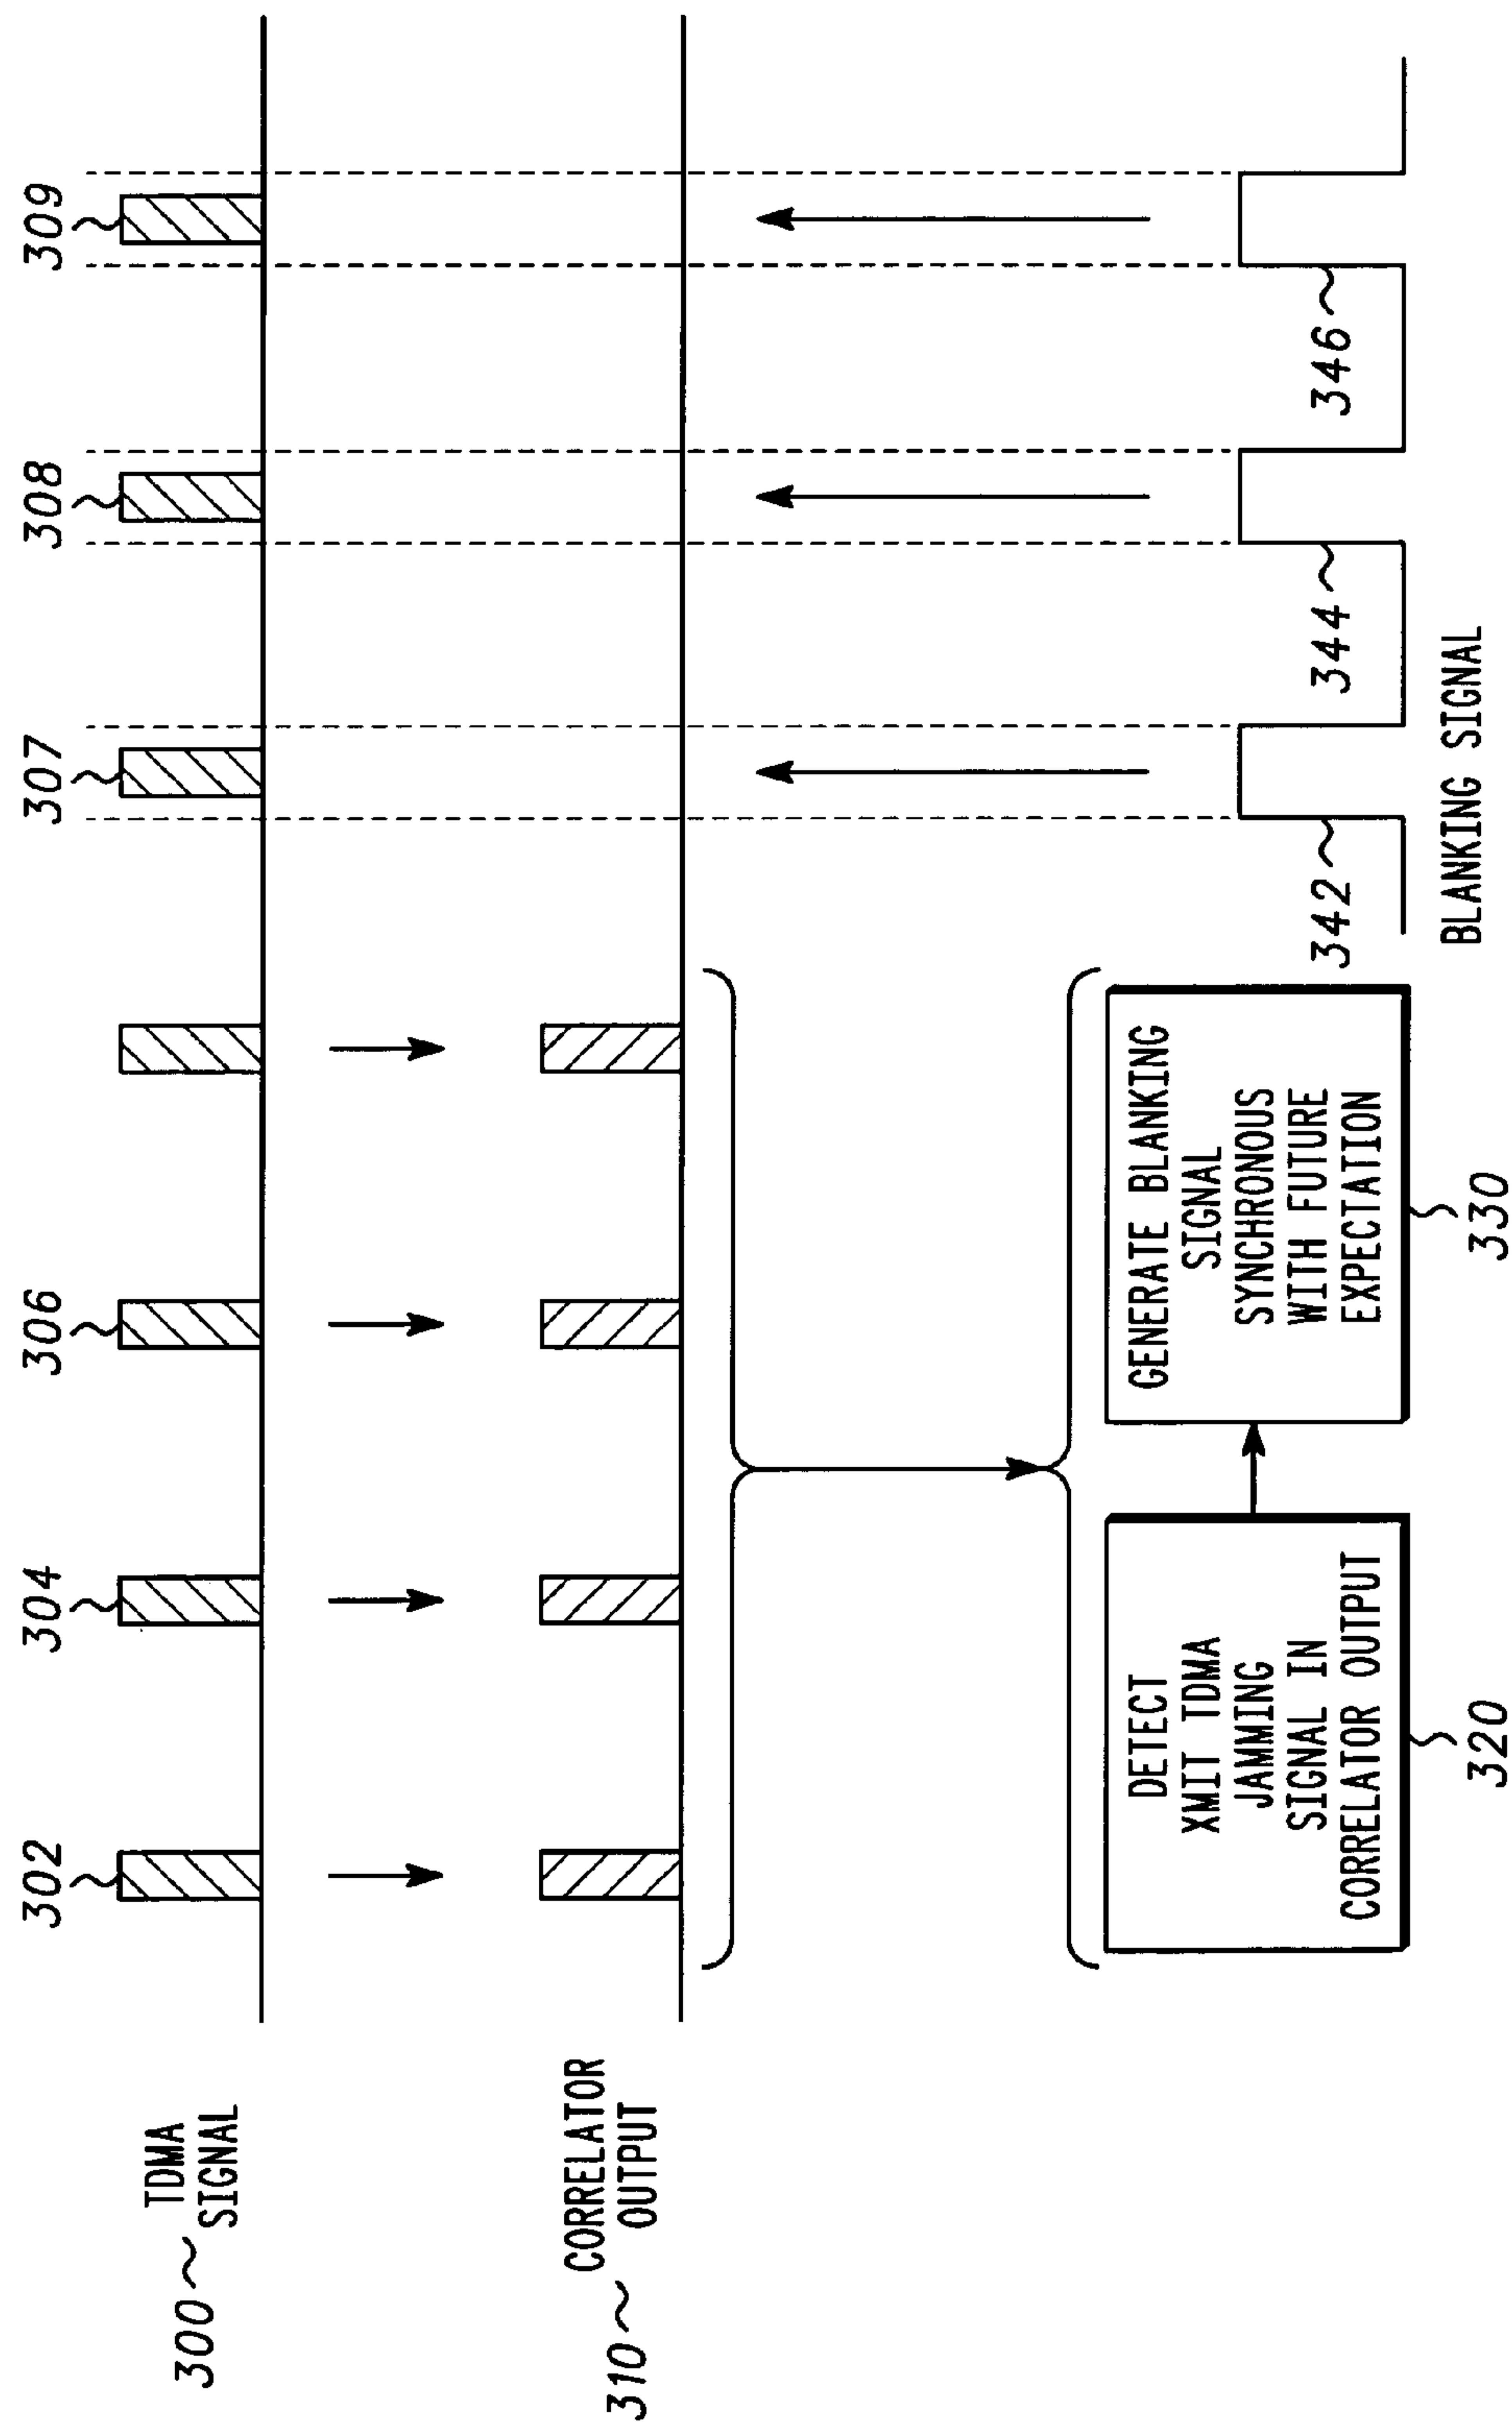 302
304
306
307
308
309
300
TDMA
SIGNAL
310
CORRELATOR
OUTPUT
DETECT
XMIT TDMA
JAMMING
SIGNAL IN
CORRELATOR OUTPUT
320
GENERATE BLANKING
SIGNAL
SYNCHRONOUS
WITH FUTURE
EXPECTATION
330
342
344
346
BLANKING SIGNAL